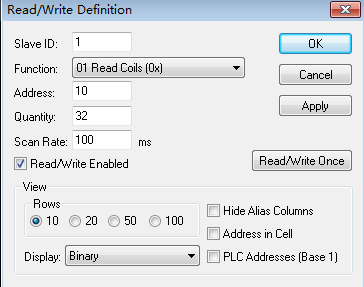 Read/Write Definition
Slave ID: 1
OK
Function: 01 Read Coils (0x)
Cancel
Address: 10
Apply
Quantity: 32
Scan Rate: 100 ms
Read/Write Enabled
Read/Write Once
View
Rows
10 20 50 100
Hide Alias Columns
Address in Cell
Display: Binary
PLC Addresses (Base 1)